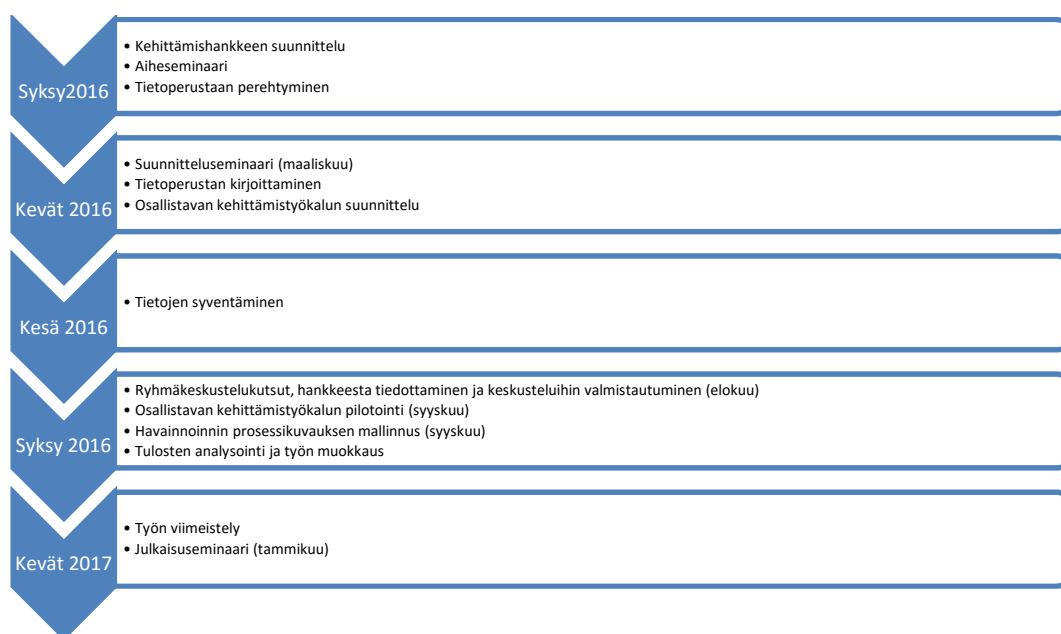 Syksy2016
• Kehittämishankkeen suunnittelu
• Aiheseminaari
• Tietoperustaan perehtyminen
Kevät 2016
• Suunnitteluseminaari (maaliskuu)
• Tietoperustan kirjoittaminen
• Osallistavan kehittämistyökalun suunnittelu
Kesä 2016
• Tietojen syventäminen
Syksy 2016
• Ryhmäkeskustelukutsut, hankkeesta tiedottaminen ja keskusteluihin valmistautuminen (elokuu)
• Osallistavan kehittämistyökalun pilotointi (syyskuu)
• Havainnoinnin prosessikuvauksen mallinnus (syyskuu)
• Tulosten analysointi ja työn muokkaus
Kevät 2017
• Työn viimeistely
• Julkaisuseminaari (tammikuu)